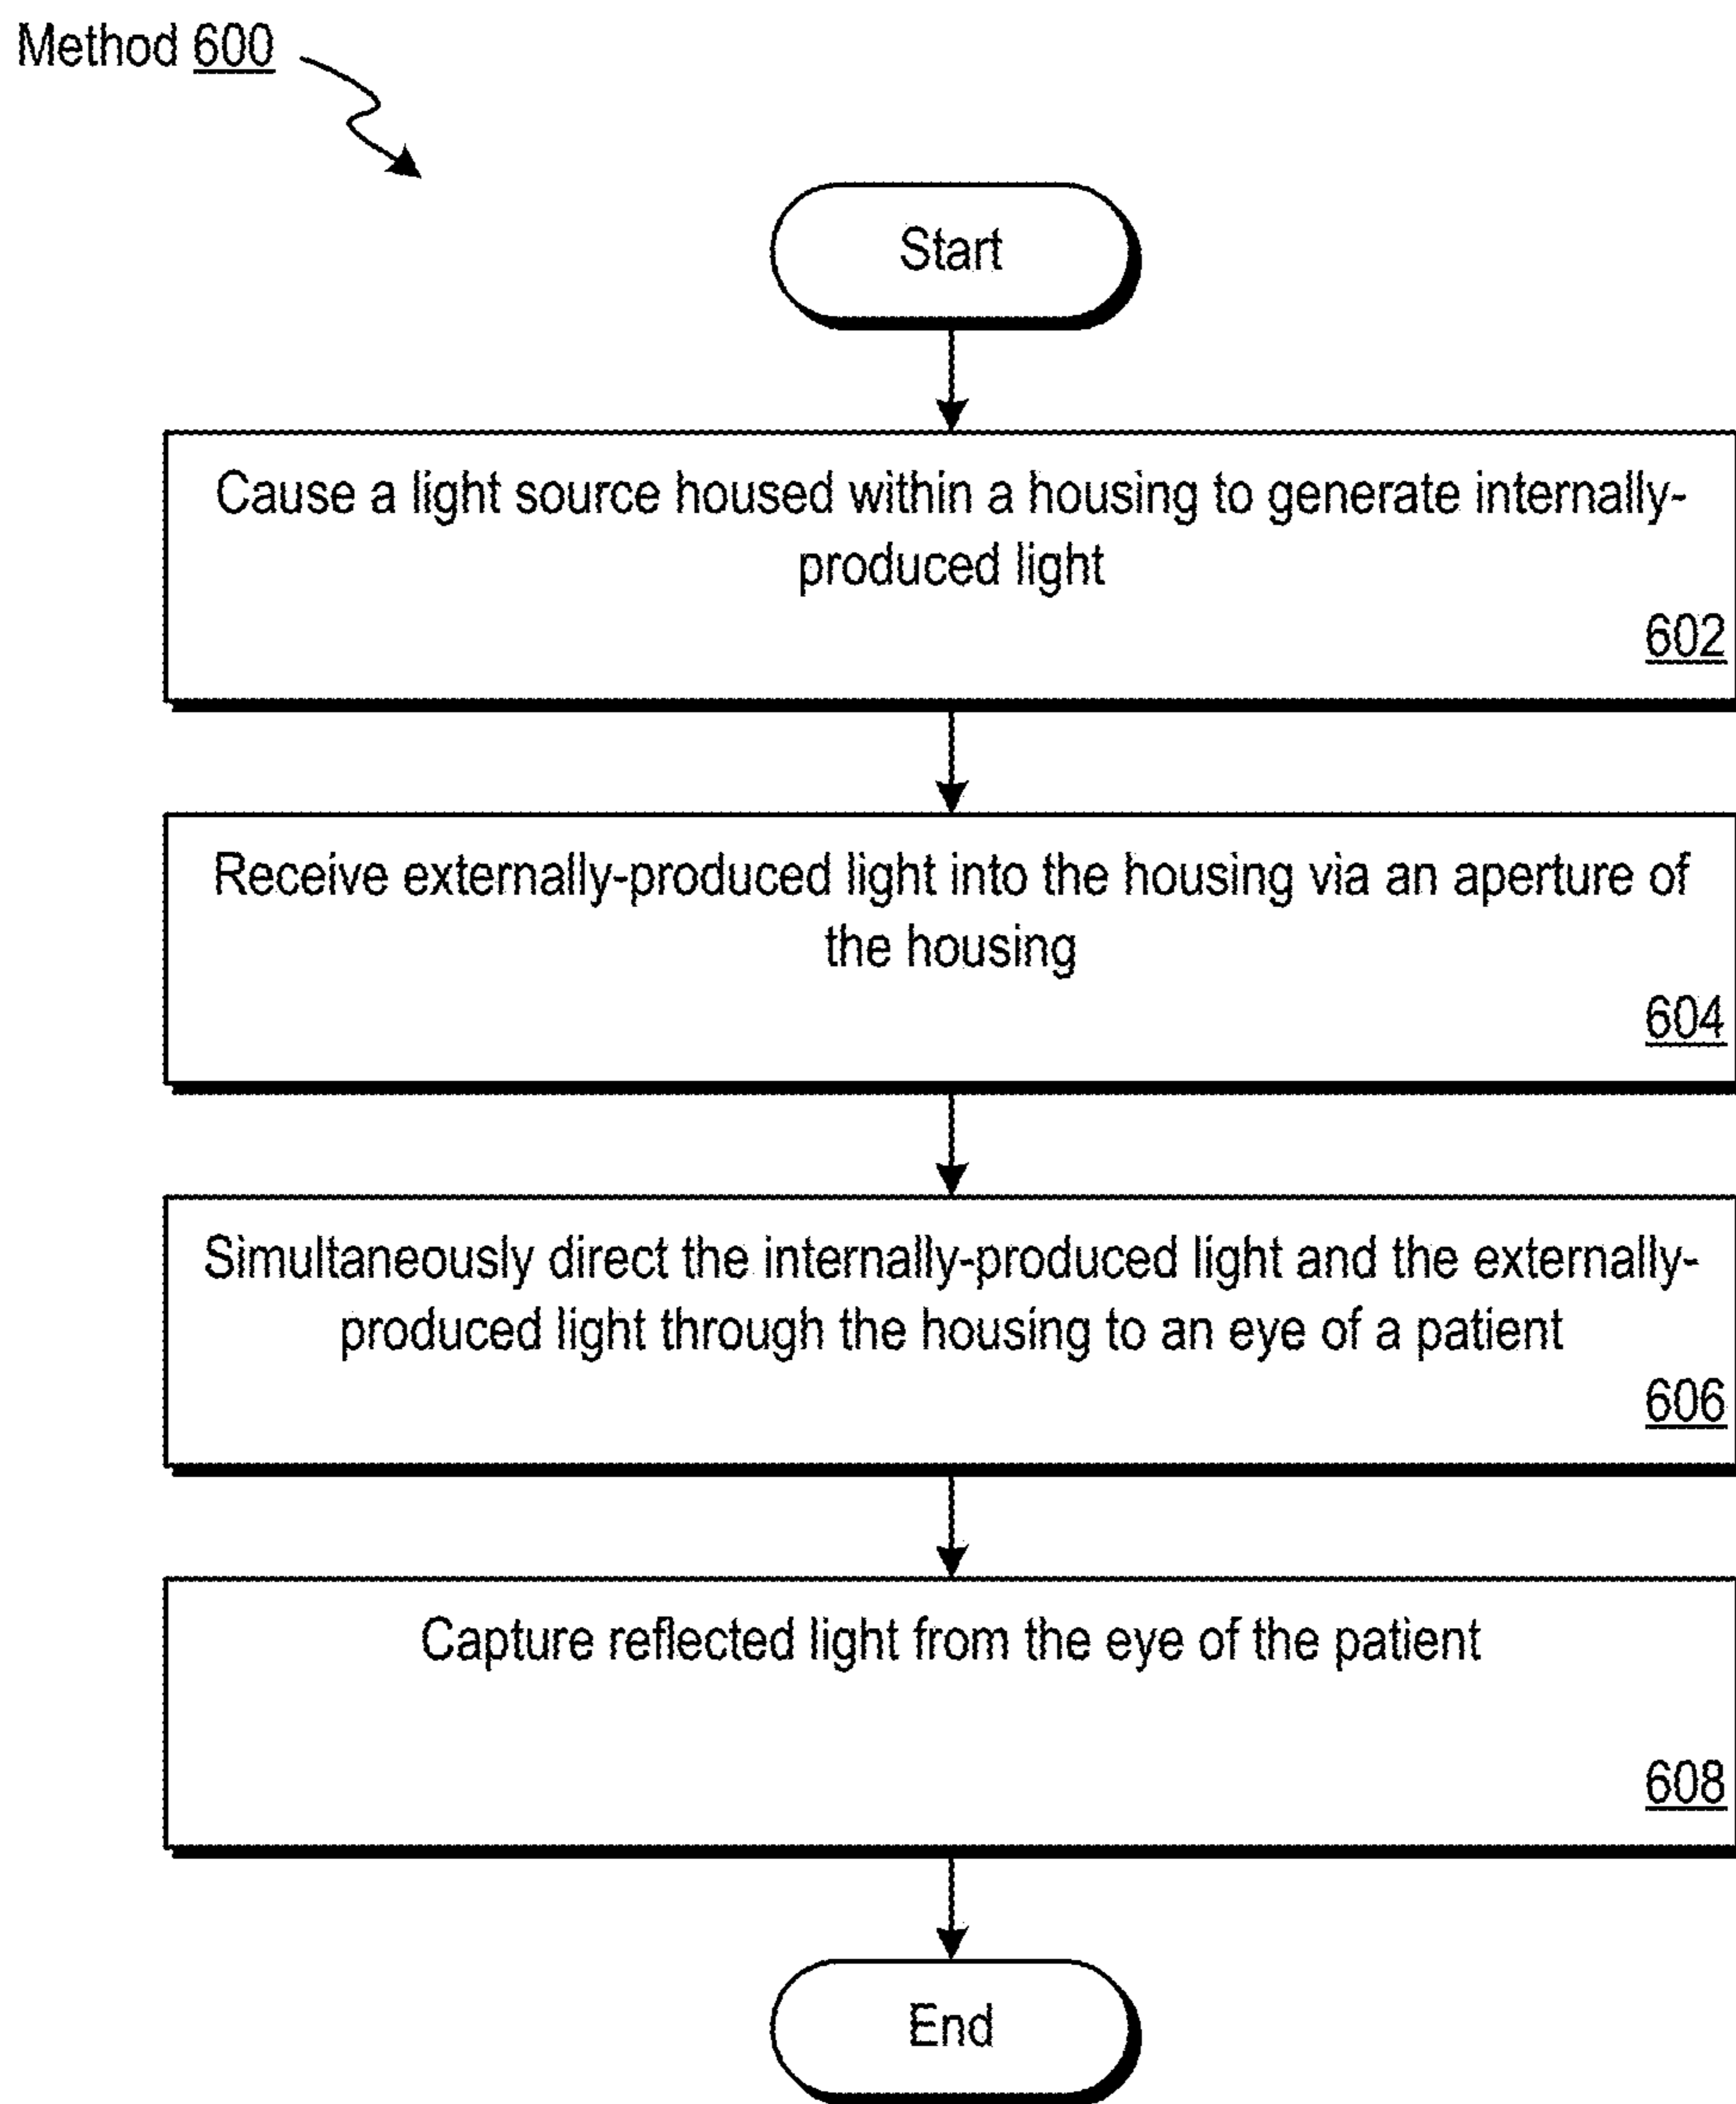 Method 600
Start
Cause a light source housed within a housing to generate internally-
produced light
602
Receive externally-produced light into the housing via an aperture of
the housing
604
Simultaneously direct the internally-produced light and the externally-
produced light through the housing to an eye of a patient
606
Capture reflected light from the eye of the patient
608
End